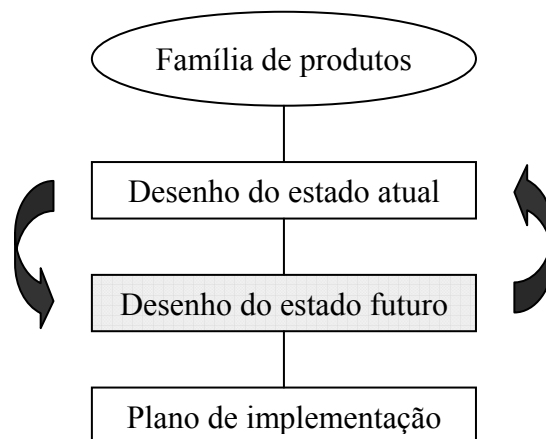 Família de produtos
Desenho do estado atual
Desenho do estado futuro
Plano de implementação